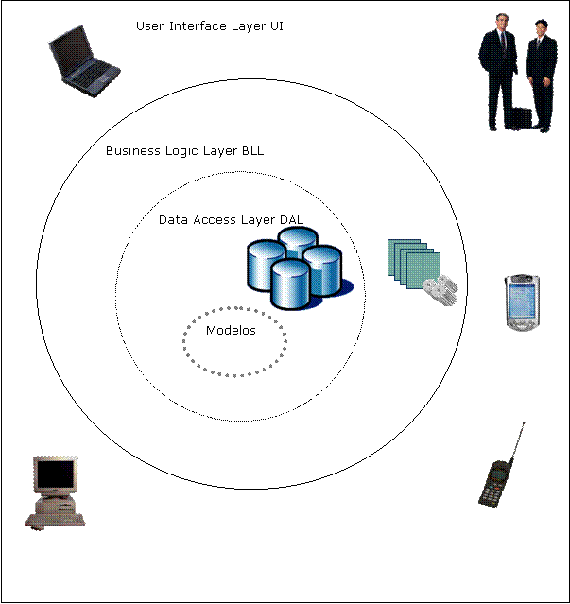 User Interface Layer UI
Business Logic Layer BLL
Data Access Layer DAL
Modelos